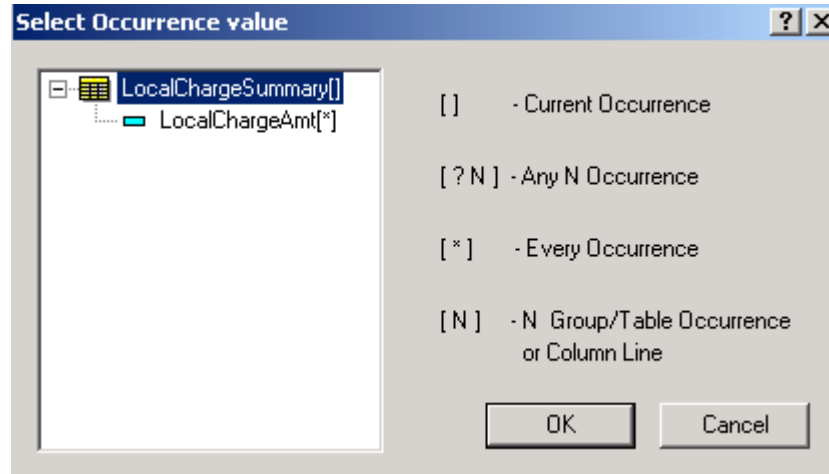 Select Occurrence value
LocalChargeSummary[]
LocalChargeAmt[*]
[ ] - Current Occurrence
[ ? N ] - Any N Occurrence
[ * ] - Every Occurrence
[ N ] - N Group/Table Occurrence
or Column Line
OK Cancel